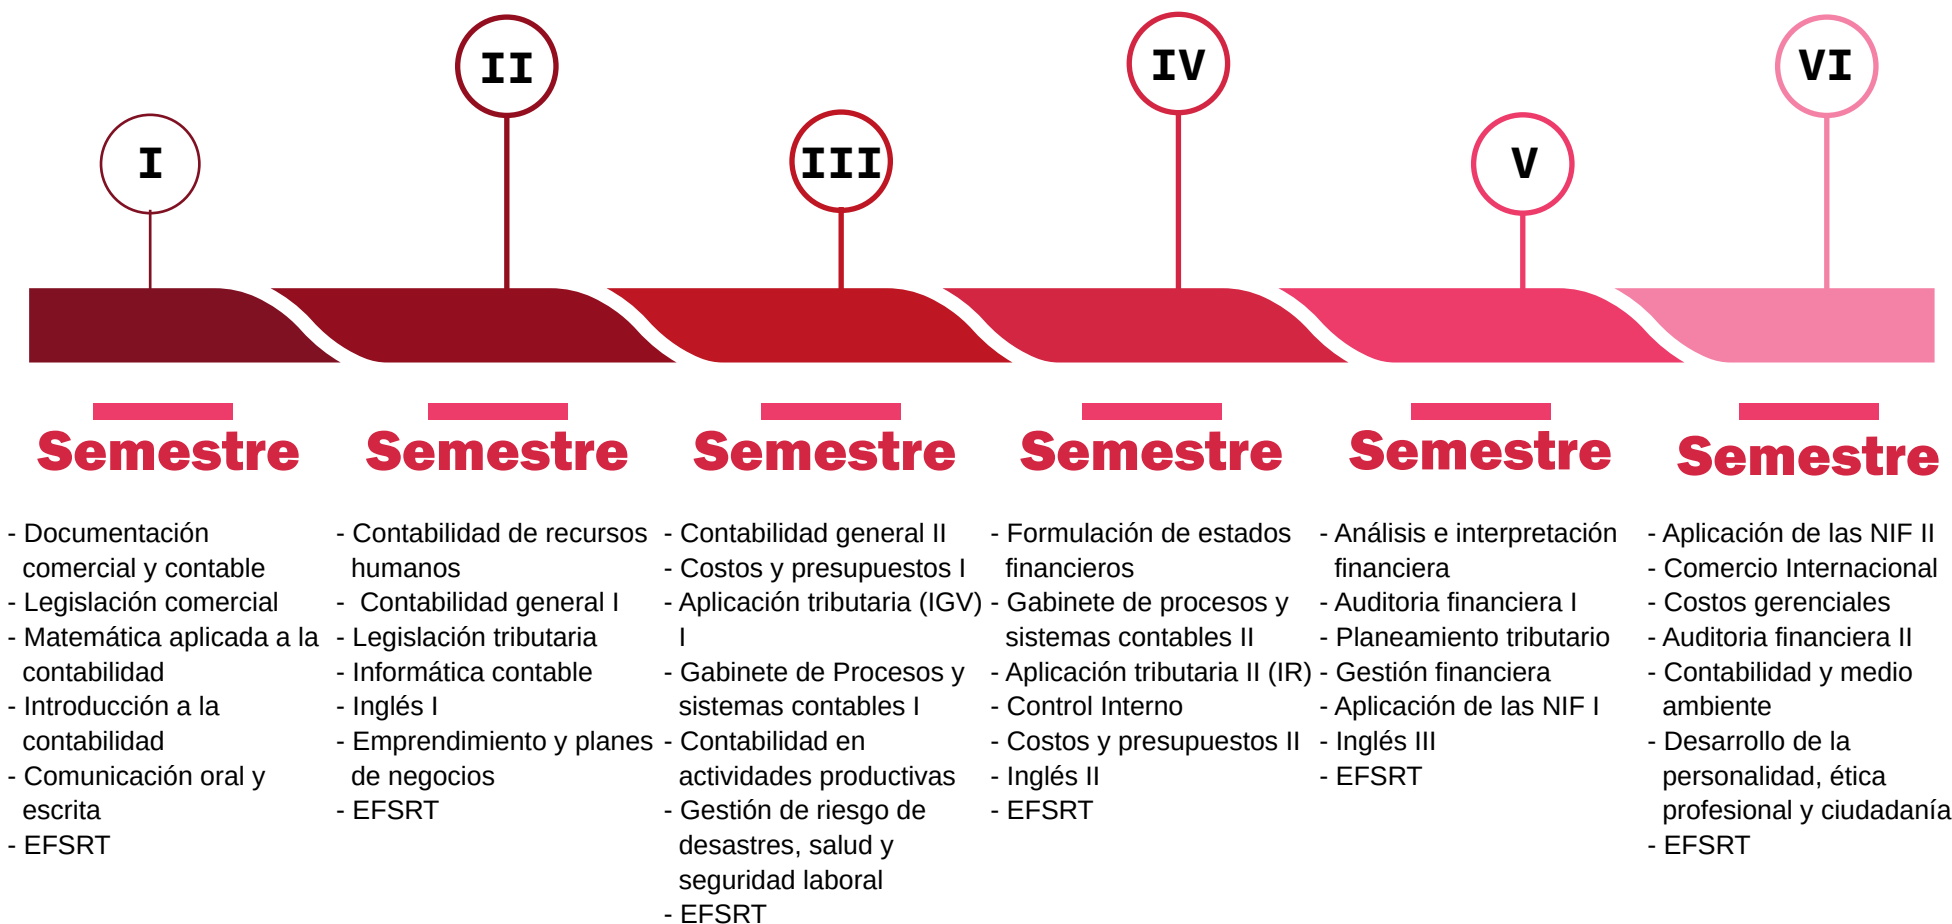 I
II
III
IV
V
VI
Semestre
- Documentación
comercial y contable
- Legislación comercial
- Matemática aplicada a la
contabilidad
- Introducción a la
contabilidad
- Comunicación oral y
escrita
- EFSRT
Semestre
- Contabilidad de recursos
humanos
- Contabilidad general I
- Legislación tributaria
- Informática contable
- Inglés I
- Emprendimiento y planes
de negocios
- EFSRT
Semestre
- Contabilidad general II
- Costos y presupuestos I
- Aplicación tributaria (IGV)
I
- Gabinete de Procesos y
sistemas contables I
- Contabilidad en
actividades productivas
- Gestión de riesgo de
desastres, salud y
seguridad laboral
- EFSRT
Semestre
- Formulación de estados
financieros
- Gabinete de procesos y
sistemas contables II
- Aplicación tributaria II (IR)
- Control Interno
- Costos y presupuestos II
- Inglés II
- EFSRT
Semestre
- Análisis e interpretación
financiera
- Auditoria financiera I
- Planeamiento tributario
- Gestión financiera
- Aplicación de las NIF I
- Inglés III
- EFSRT
Semestre
- Aplicación de las NIF II
- Comercio Internacional
- Costos gerenciales
- Auditoria financiera II
- Contabilidad y medio
ambiente
- Desarrollo de la
personalidad, ética
profesional y ciudadanía
- EFSRT